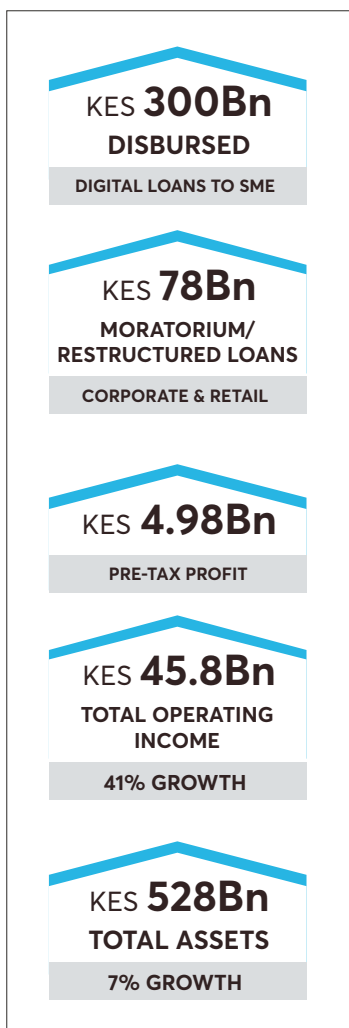 KES 300Bn
DISBURSED
DIGITAL LOANS TO SME
KES 78Bn
MORATORIUM/
RESTRUCTURED LOANS
CORPORATE & RETAIL
KES 4.98Bn
PRE-TAX PROFIT
KES 45.8Bn
TOTAL OPERATING
INCOME
41% GROWTH
KES 528Bn
TOTAL ASSETS
7% GROWTH